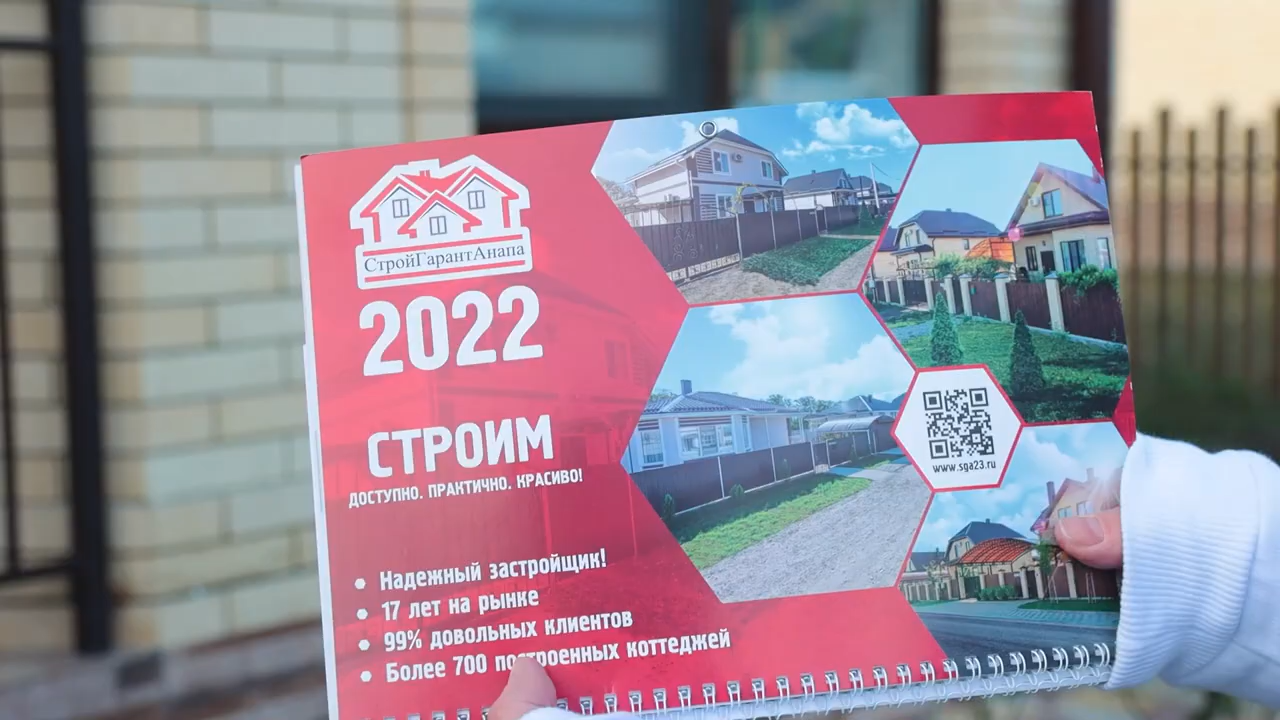 СтройГарантАнапа
2022
СТРОИМ
ДОСТУПНО. ПРАКТИЧНО. КРАСИВО!
Надежный застройщик!
17 лет на рынке
99% довольных клиентов
Более 700 построенных коттеджей
www.sga23.ru